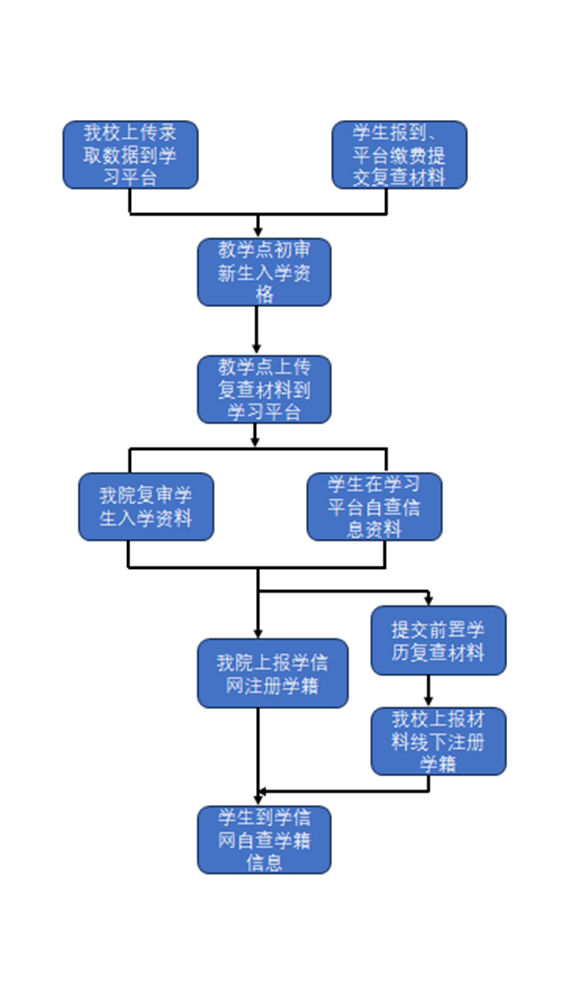 我校上传录
取数据到学
习平台
学生报到、
平台缴费提
交复查材料
教学点初审
新生入学资
格
教学点上传
复查材料到
学习平台
我院复审学
生入学资料
学生在学习
平台自查信
息资料
提交前置学
历复查材料
我院上报学信
网注册学籍
我校上报材
料线下注册
学籍
学生到学信
网自查学籍
信息